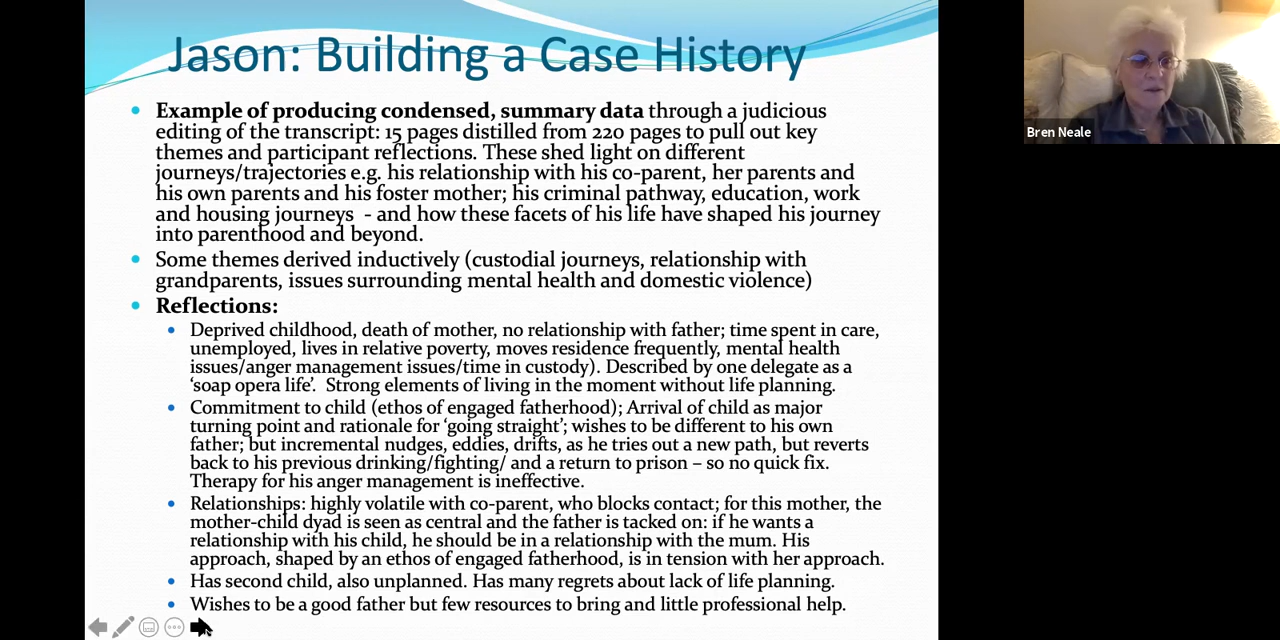 Jason: Building a Case History
• Example of producing condensed, summary data through a judicious
editing of the transcript: 15 pages distilled from 220 pages to pull out key
themes and participant reflections. These shed light on different
journeys/trajectories e.g. his relationship with his co-parent, her parents and
his own parents and his foster mother; his criminal pathway, education, work
and housing journeys  - and how these facets of his life have shaped his journey
into parenthood and beyond.
• Some themes derived inductively (custodial journeys, relationship with
grandparents, issues surrounding mental health and domestic violence)
• Reflections:
• Deprived childhood, death of mother, no relationship with father; time spent in care,
unemployed, lives in relative poverty, moves residence frequently, mental health
issues/anger management issues/time in custody). Described by one delegate as a
‘soap opera life’.  Strong elements of living in the moment without life planning.
• Commitment to child (ethos of engaged fatherhood); Arrival of child as major
turning point and rationale for ‘going straight’; wishes to be different to his own
father; but incremental nudges, eddies, drifts, as he tries out a new path, but reverts
back to his previous drinking/fighting/ and a return to prison – so no quick fix.
Therapy for his anger management is ineffective.
• Relationships: highly volatile with co-parent, who blocks contact; for this mother, the
mother-child dyad is seen as central and the father is tacked on: if he wants a
relationship with his child, he should be in a relationship with the mum. His
approach, shaped by an ethos of engaged fatherhood, is in tension with her approach.
• Has second child, also unplanned. Has many regrets about lack of life planning.
• Wishes to be a good father but few resources to bring and little professional help.
Bren Neale